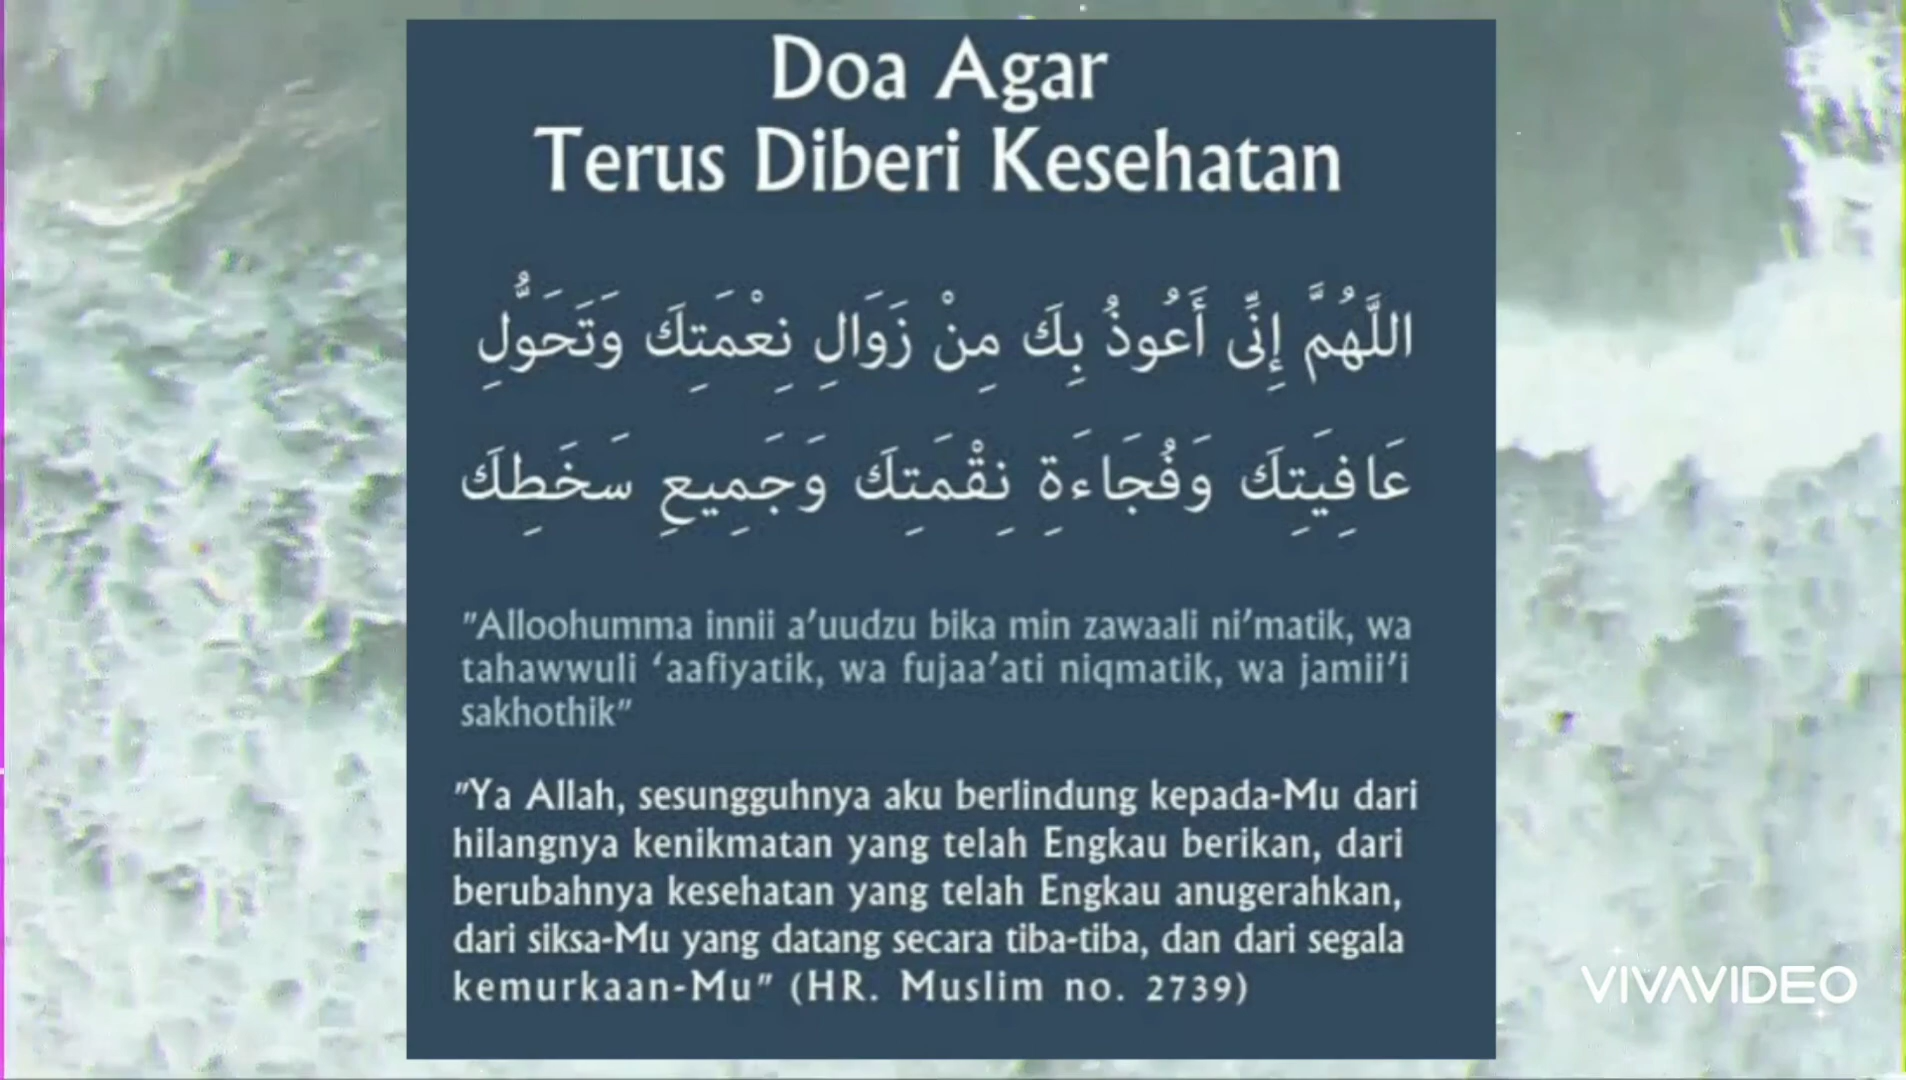 Doa Agar
Terus Diberi Kesehatan
اللَّهُمَّ إِنِّى أَعُوذُ بِكَ مِنْ زَوَالِ نِعْمَتِكَ وَتَحَوُّلِ
عَافِيَتِكَ وَفُجَاءَةِ نِقْمَتِكَ وَجَمِيعِ سَخَطِكَ
"Alloohumma innii a'uudzu bika min zawaali ni'matik, wa
tahawwuli 'aafiyatik, wa fujaa'ati niqmatik, wa jamii'i
sakhothik"
"Ya Allah, sesungguhnya aku berlindung kepada-Mu dari
hilangnya kenikmatan yang telah Engkau berikan, dari
berubahnya kesehatan yang telah Engkau anugerahkan,
dari siksa-Mu yang datang secara tiba-tiba, dan dari segala
kemurkaan-Mu" (HR. Muslim no. 2739)
VIVAVIDEO